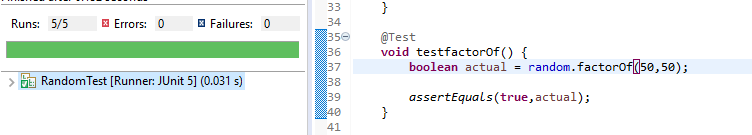 Runs: 5/5 Errors: 0 Failures: 0
RandomTest [Runner: JUnit 5] (0.031 s)
33 }
34
35 @Test
36 void testfactorOf() {
37 boolean actual = random.factorOf(50,50);
38
39 assertEquals(true,actual);
40 }
41